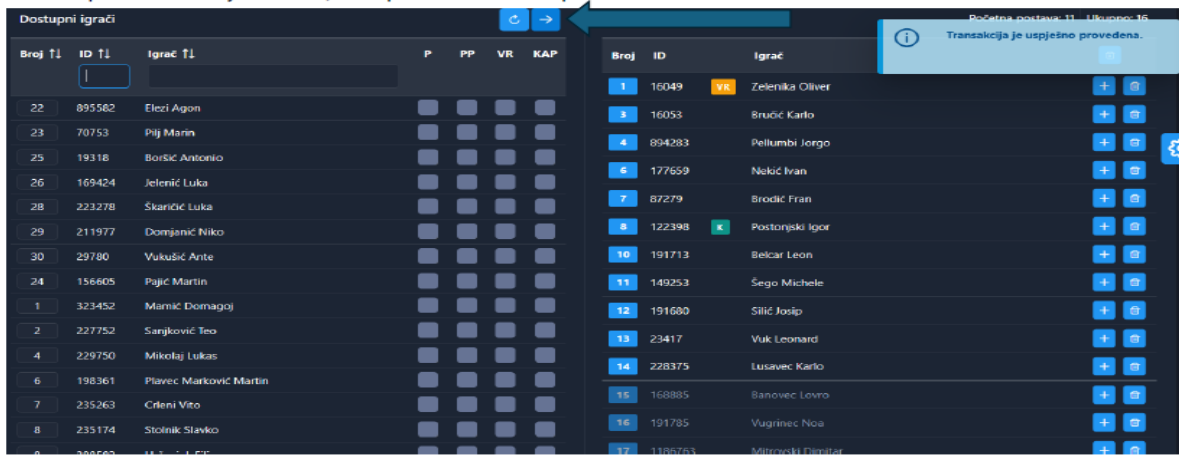 Dostupni igrači
Početna postava: 11 Ukupno: 16
Transakcija je uspješno provedena.
Broj ID Igrač P PP VR KAP
22 895582 Elezi Agon
23 70753 Pilj Marin
25 19318 Boršić Antonio
26 169424 Jelenić Luka
28 223278 Škaričić Luka
29 211977 Domjanić Niko
30 29780 Vukušić Ante
24 156605 Pajić Martin
1 323452 Mamić Domagoj
2 227752 Sanjković Teo
4 229750 Mikolaj Lukas
6 198361 Plavec Marković Martin
7 235263 Crleni Vito
8 235174 Stolnik Slavko
Broj ID Igrač
1 16049 VR Zelenika Oliver
3 16053 Bručić Karlo
4 894283 Pellumbi Jorgo
6 177659 Nekić Ivan
7 87279 Brodić Fran
8 122398 K Postonjski Igor
10 191713 Belcar Leon
11 149253 Šego Michele
12 191680 Silić Josip
13 23417 Vuk Leonard
14 228375 Lusavec Karlo
15 168885 Banovec Lovro
16 191785 Vugrinec Noa
17 1186763 Mitrovski Dimitar